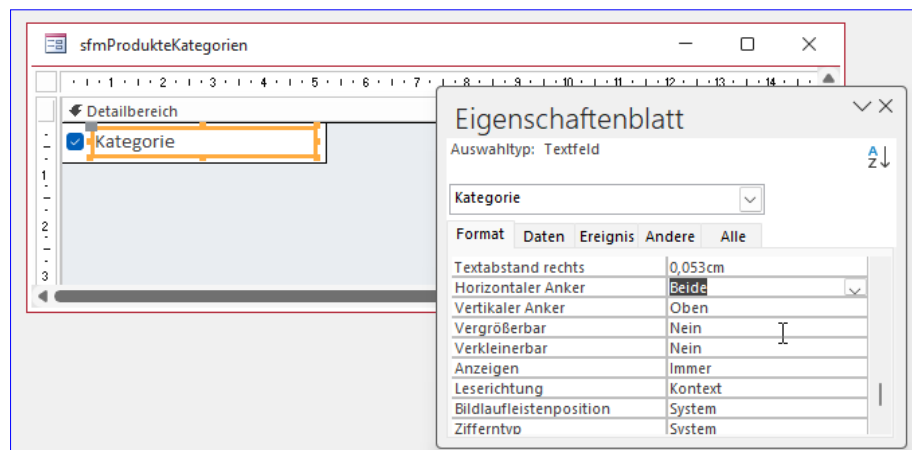 sfmProdukteKategorien
1 2 3 4 5 6 7 8 9 10 11 12 13 14
Detailbereich
Kategorie
1
2
3
Eigenschaftenblatt
Auswahltyp: Textfeld
A
Z
Kategorie
Format Daten Ereignis Andere Alle
Textabstand rechts 0,053cm
Horizontaler Anker Beide
Vertikaler Anker Oben
Vergrößerbar Nein
Verkleinerbar Nein
Anzeigen Immer
Leserichtung Kontext
Bildlaufleistenposition System
Zifferntyp System